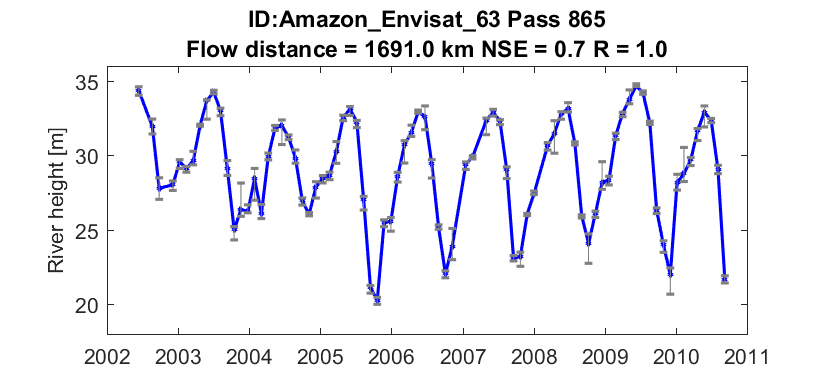 ID:Amazon_Envisat_63 Pass 865
Flow distance = 1691.0 km NSE = 0.7 R = 1.0
35
30
25
20
River height [m]
2002 2003 2004 2005 2006 2007 2008 2009 2010 2011